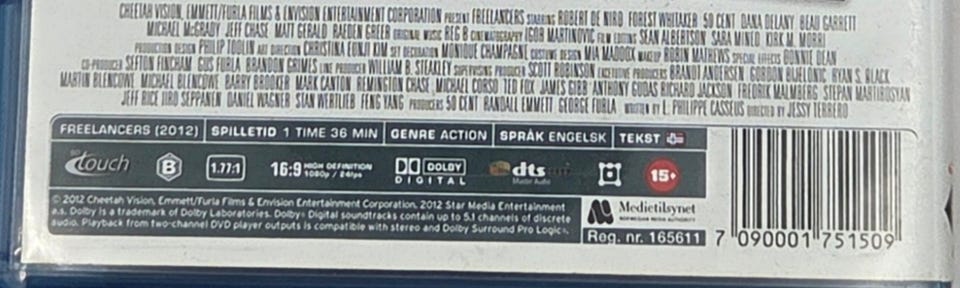 CHEETAH VISION, EMMETT/FURLA FILMS & ENVISION ENTERTAINMENT CORPORATION PRESENT FREELANCERS STARRING ROBERT DE NIRO FOREST WHITAKER 50 CENT DANA DELANY BEAU GARRETT
MICHAEL McGRADY JEFF CHASE MATT GERALD RAEDEN GREER ORIGINAL MUSIC REG B CINEMATOGRAPHY IGOR MARTINOVIC FILM EDITING SEAN ALBERTSON SARA MINEO KIRK M. MORRI
PRODUCTION DESIGN PHILIP TOOLIN ART DIRECTION CHRISTINA EUNJI KIM SET DECORATION MONIQUE CHAMPAGNE COSTUME DESIGN MIA MADDOX MAKEUP ROBIN MATHEWS SPECIAL EFFECTS BONNIE DEAN
CO-PRODUCER SEFTON FINCHAM GUS FURLA BRANDON GRIMES LINE PRODUCER WILLIAM B. STEAKLEY SUPERVISING PRODUCER SCOTT ROBINSON EXECUTIVE PRODUCERS BRANDT ANDERSEN GORDON BIJELONIC RYAN S. BLACK
MARTIN BLENCOWE MICHAEL BLENCOWE BARRY BROOKER MARK CANTON REMINGTON CHASE MICHAEL CORSO TED FOX JAMES GIBB ANTHONY GUDAS RICHARD JACKSON FREDRIK MALMBERG STEPAN MARTIROSYAN
JEFF RICE JIRO SEPPANEN DANIEL WAGNER STAN WERTLIEB FENG YANG PRODUCERS 50 CENT RANDALL EMMETT GEORGE FURLA WRITTEN BY L. PHILIPPE CASSEUS DIRECTED BY JESSY TERRERO
FREELANCERS (2012) SPILLETID 1 TIME 36 MIN GENRE ACTION SPRÅK ENGELSK TEKST
touch B 1.77:1 16:9 HIGH DEFINITION 1080p / 24fps DOLBY DIGITAL dts Master Audio 15+
© 2012 Cheetah Vision, Emmett/Furla Films & Envision Entertainment Corporation. 2012 Star Media Entertainment
a.s. Dolby is a trademark of Dolby Laboratories. Dolby® Digital soundtracks contain up to 5.1 channels of discrete
audio. Playback from two-channel DVD player outputs is compatible with stereo and Dolby Surround Pro Logic®.
Medietilsynet
NORWEGIAN MEDIA AUTHORITY
Reg. nr. 165611
7 090001 751509